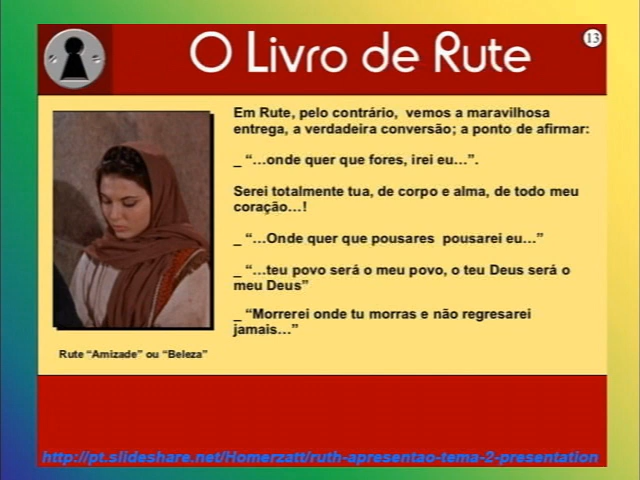 O Livro de Rute
13
Em Rute, pelo contrário, vemos a maravilhosa
entrega, a verdadeira conversão; a ponto de afirmar:
_ “…onde quer que fores, irei eu…”.
Serei totalmente tua, de corpo e alma, de todo meu
coração…!
_ “…Onde quer que pousares pousarei eu…”
_ “…teu povo será o meu povo, o teu Deus será o
meu Deus”
_ “Morrerei onde tu morras e não regresarei
jamais…”
Rute “Amizade” ou “Beleza”
http://pt.slideshare.net/Homerzatt/ruth-apresentao-tema-2-presentation